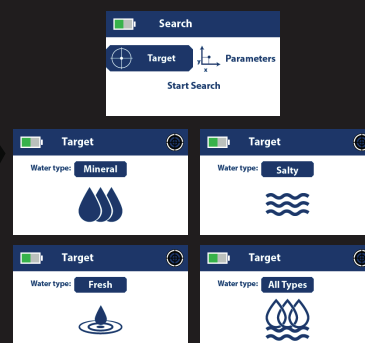 Search
Target
y
x
Parameters
Start Search
Target
Water type: Mineral
Target
Water type: Salty
Target
Water type: Fresh
Target
Water type: All Types